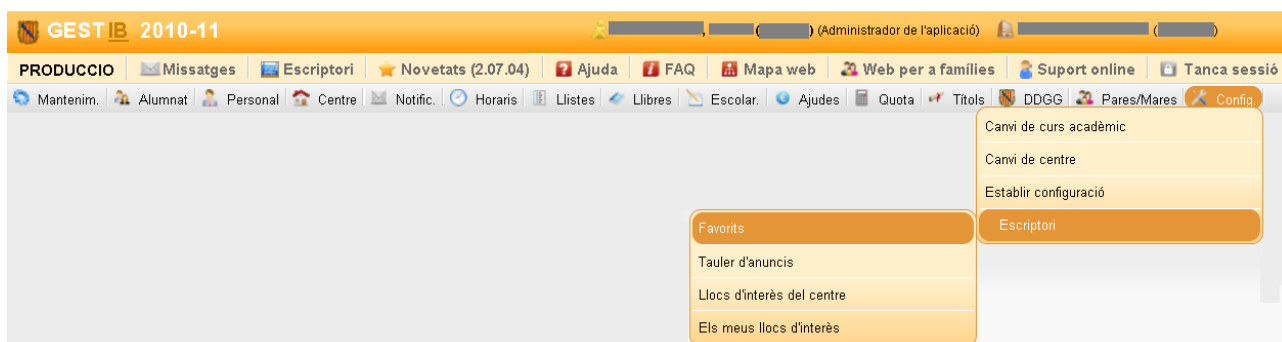 GESTIB 2010-11 , ( ) (Administrador de l'aplicació) ( )
PRODUCCIO Missatges Escriptori Novetats (2.07.04) Ajuda FAQ Mapa web Web per a famílies Suport online Tanca sessió
Mantenim. Alumnat Personal Centre Notific. Horaris Llistes Llibres Escolar. Ajudes Quota Títols DDGG Pares/Mares Config.
Canvi de curs acadèmic
Canvi de centre
Establir configuració
Escriptori
Favorits
Tauler d'anuncis
Llocs d'interès del centre
Els meus llocs d'interès